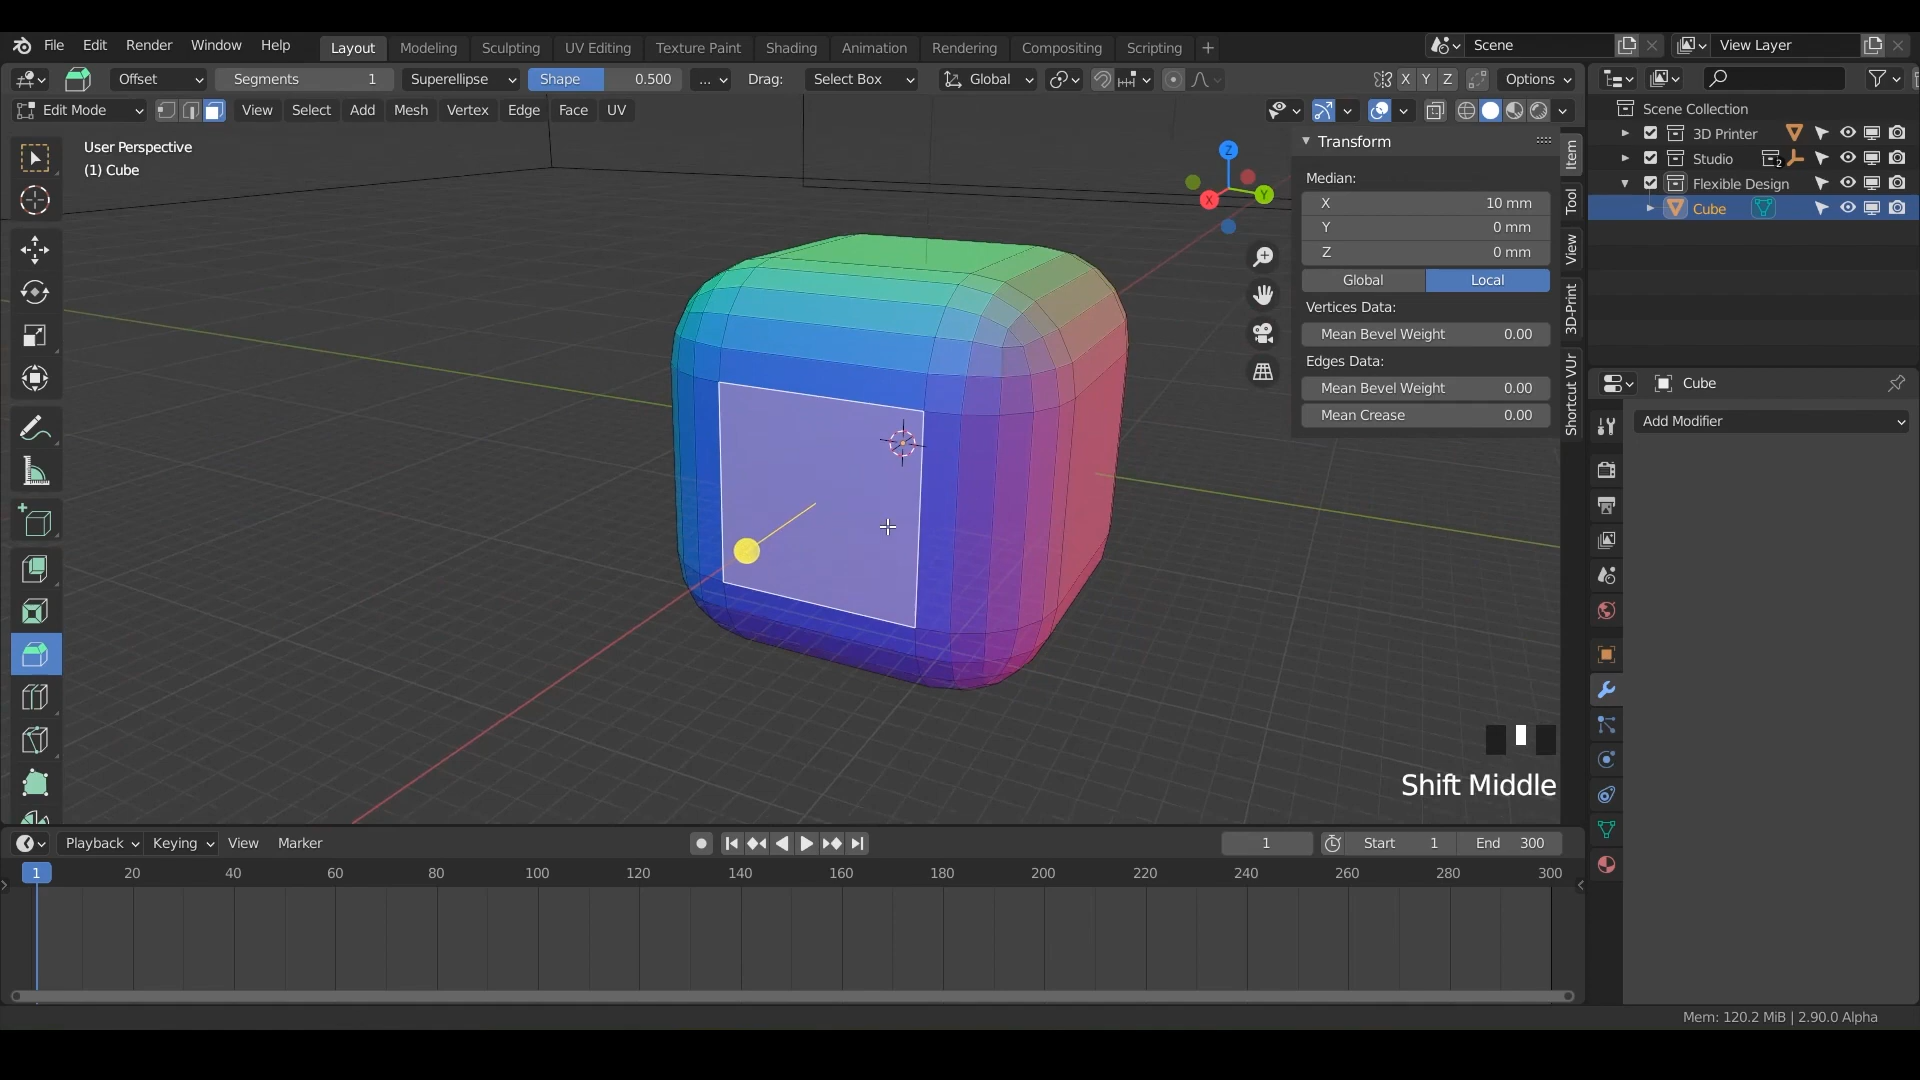 File Edit Render Window Help Layout Modeling Sculpting UV Editing Texture Paint Shading Animation Rendering Compositing Scripting + Scene View Layer
Offset Segments 1 Superellipse Shape 0.500 ... Drag: Select Box Global X Y Z Options
Edit Mode View Select Add Mesh Vertex Edge Face UV
User Perspective
(1) Cube
Z
Y
X
Transform
Median:
X 10 mm
Y 0 mm
Z 0 mm
Global Local
Vertices Data:
Mean Bevel Weight 0.00
Edges Data:
Mean Bevel Weight 0.00
Mean Crease 0.00
Item
Tool
View
3D-Print
Shortcut VUr
Scene Collection
3D Printer
Studio 2
Flexible Design
Cube
Cube
Add Modifier
Shift Middle
Playback Keying View Marker 1 Start 1 End 300
1 20 40 60 80 100 120 140 160 180 200 220 240 260 280 300
Mem: 120.2 MiB | 2.90.0 Alpha